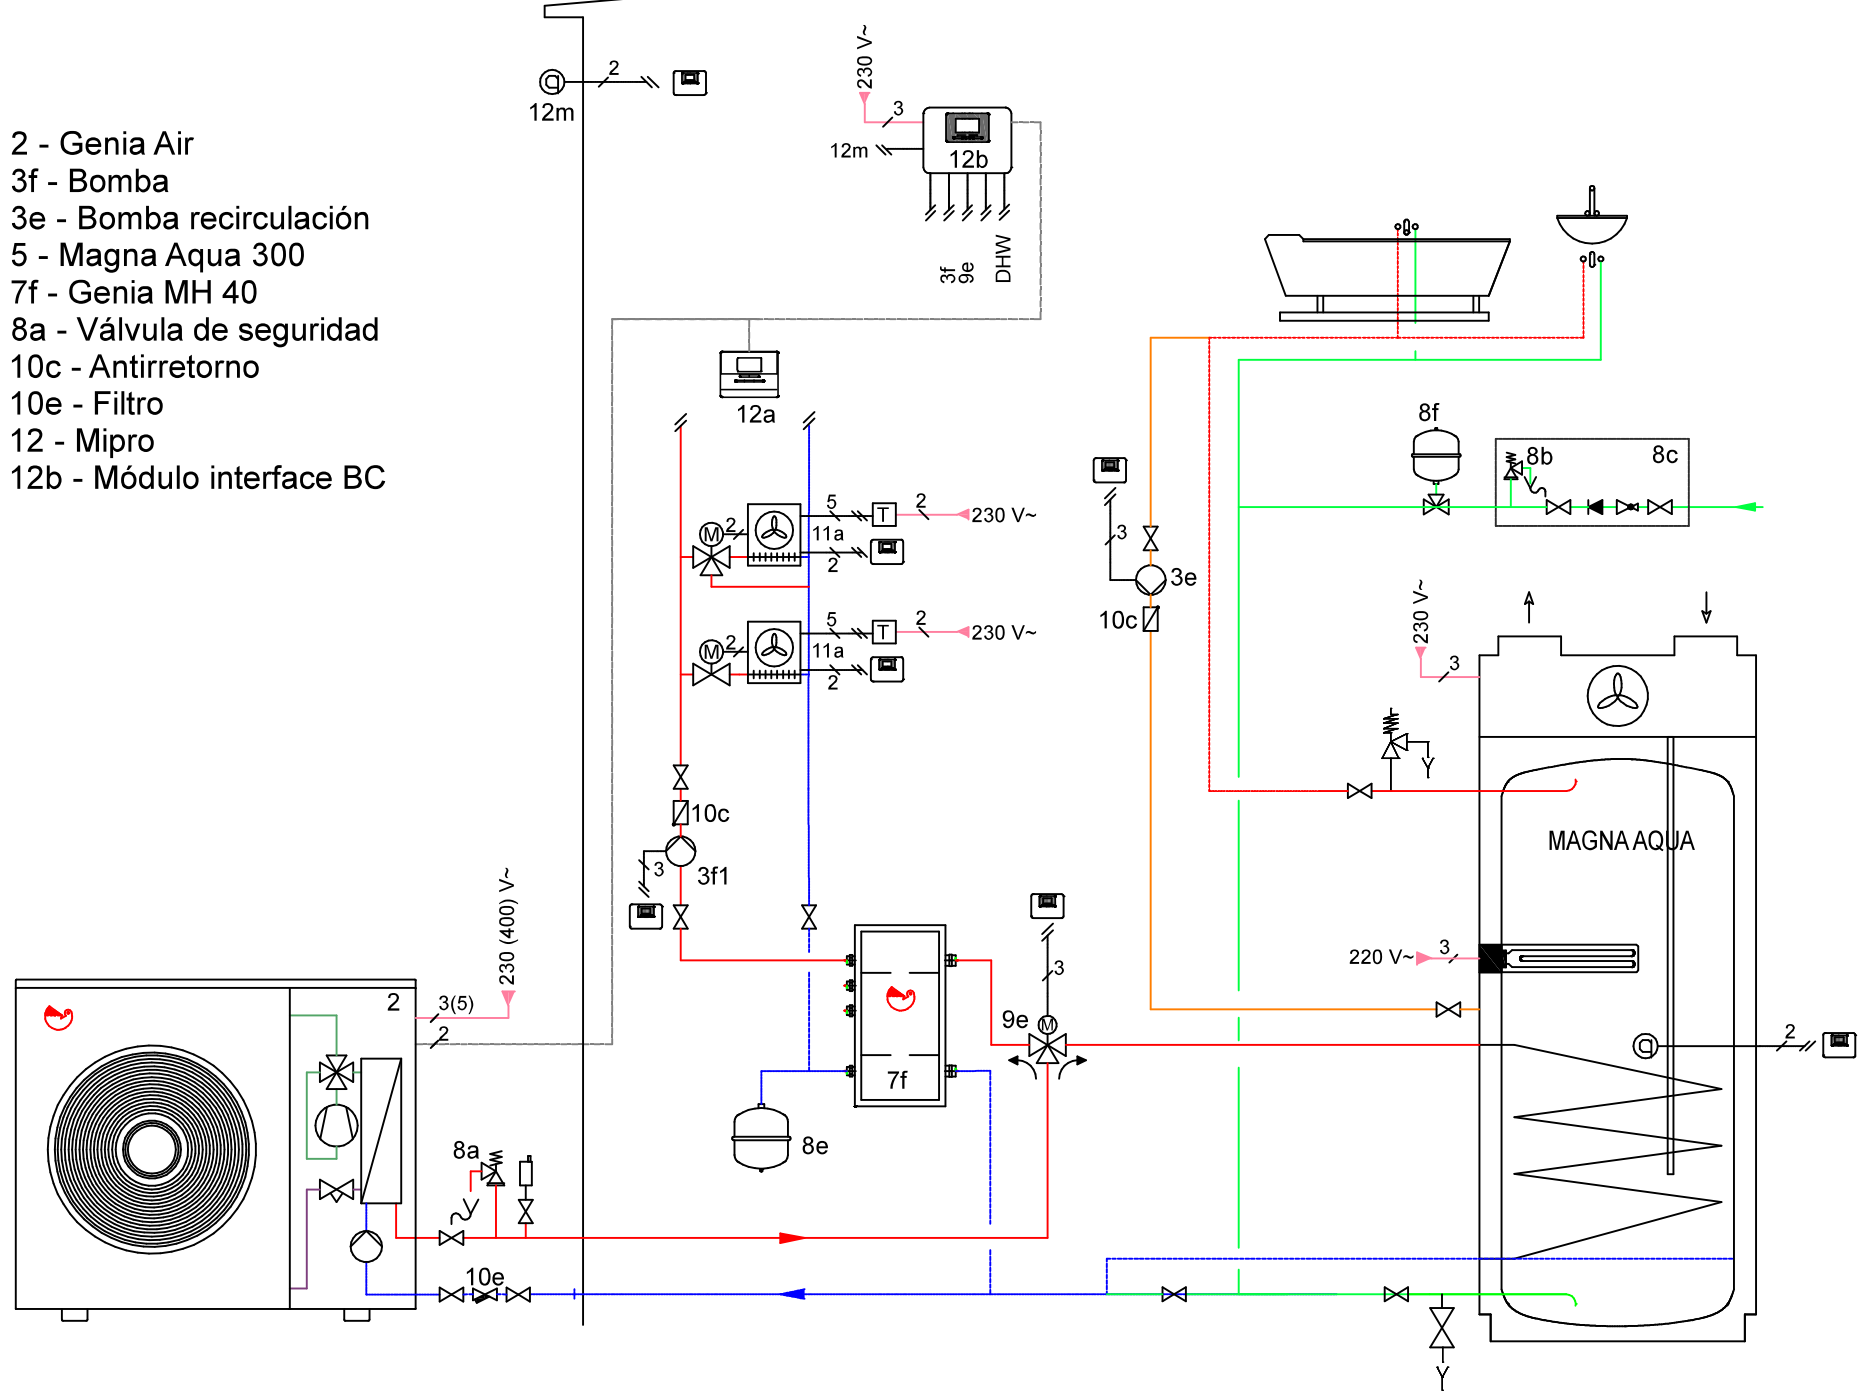 2 - Genia Air
3f - Bomba
3e - Bomba recirculación
5 - Magna Aqua 300
7f - Genia MH 40
8a - Válvula de seguridad
10c - Antirretorno
10e - Filtro
12 - Mipro
12b - Módulo interface BC
2
12m
230 V~
3
12m
12b
3f
9e
DHW
12a
8f
8b
8c
5
2
230 V~
2
11a
2
3
3e
10c
5
2
230 V~
2
11a
2
230 V~
3
10c
3
3f1
MAGNA AQUA
230 (400) V~
3(5)
2
2
220 V~
3
3
9e
M
M
M
T
T
7f
8e
2
8a
10e